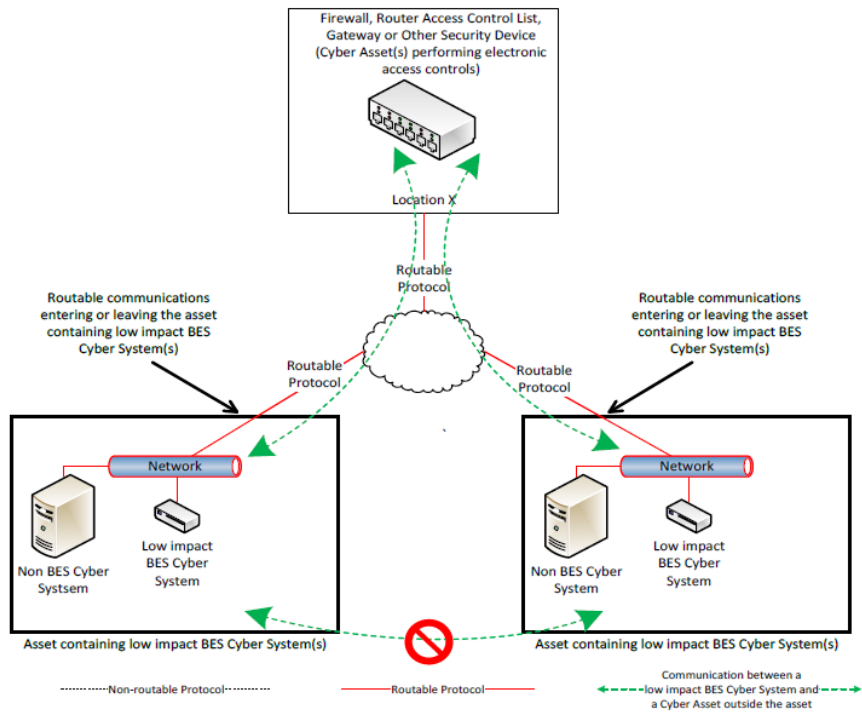 Firewall, Router Access Control List,
Gateway or Other Security Device
(Cyber Asset(s) performing electronic
access controls)
Location X
Routable
Protocol
Routable communications
entering or leaving the asset
containing low impact BES
Cyber System(s)
Routable communications
entering or leaving the asset
containing low impact BES
Cyber System(s)
Routable
Protocol
Routable
Protocol
Network
Non BES Cyber
Systsem
Low impact
BES Cyber
System
Asset containing low impact BES Cyber System(s)
Network
Non BES Cyber
System
Low impact
BES Cyber
System
Asset containing low impact BES Cyber System(s)
Non-routable Protocol
Routable Protocol
Communication between a
low impact BES Cyber System and
a Cyber Asset outside the asset